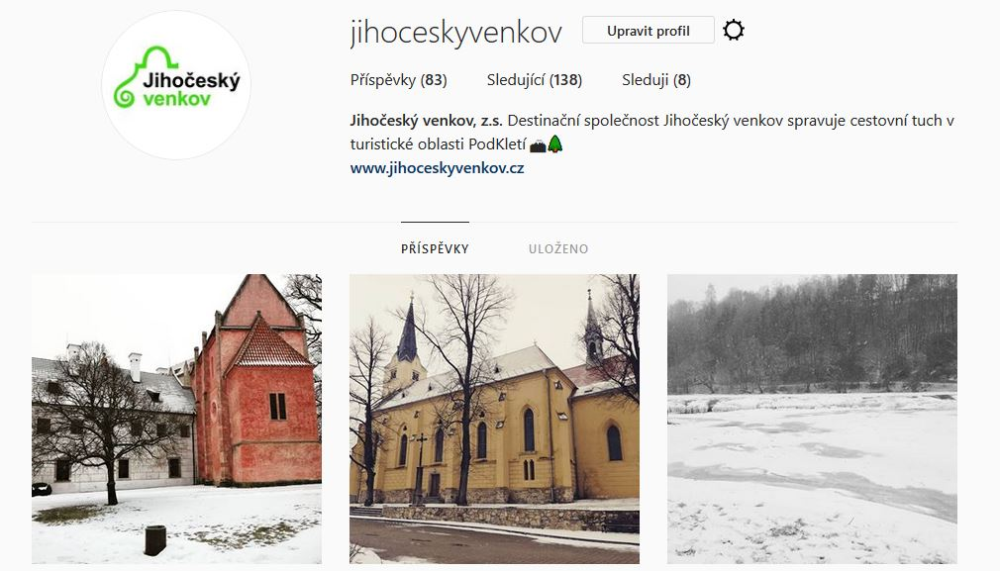 Jihočeský
venkov
jihoceskyvenkov Upravit profil
Příspěvky (83) Sledující (138) Sleduji (8)
Jihočeský venkov, z.s. Destinační společnost Jihočeský venkov spravuje cestovní tuch v
turistické oblasti PodKletí
www.jihoceskyvenkov.cz
PŘÍSPĚVKY ULOŽENO